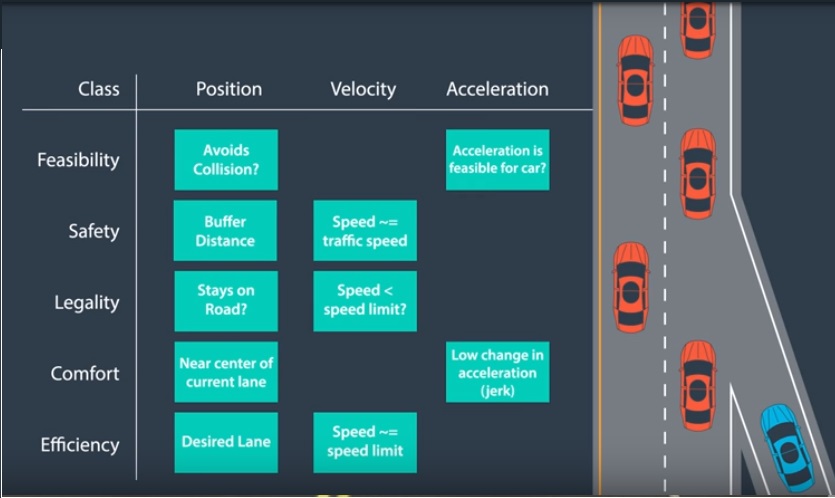 Class Position Velocity Acceleration
Feasibility
Avoids
Collision?
Acceleration is
feasible for car?
Safety
Buffer
Distance
Speed ~=
traffic speed
Legality
Stays on
Road?
Speed <
speed limit?
Comfort
Near center of
current lane
Low change in
acceleration
(jerk)
Efficiency
Desired Lane
Speed ~=
speed limit